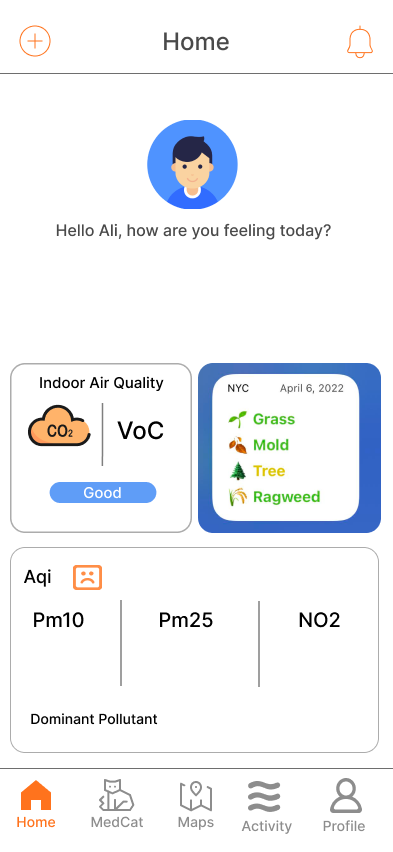 Home
Hello Ali, how are you feeling today?
Indoor Air Quality
CO₂
VoC
Good
NYC April 6, 2022
Grass
Mold
Tree
Ragweed
Aqi
Pm10 Pm25 NO2
Dominant Pollutant
Home MedCat Maps Activity Profile